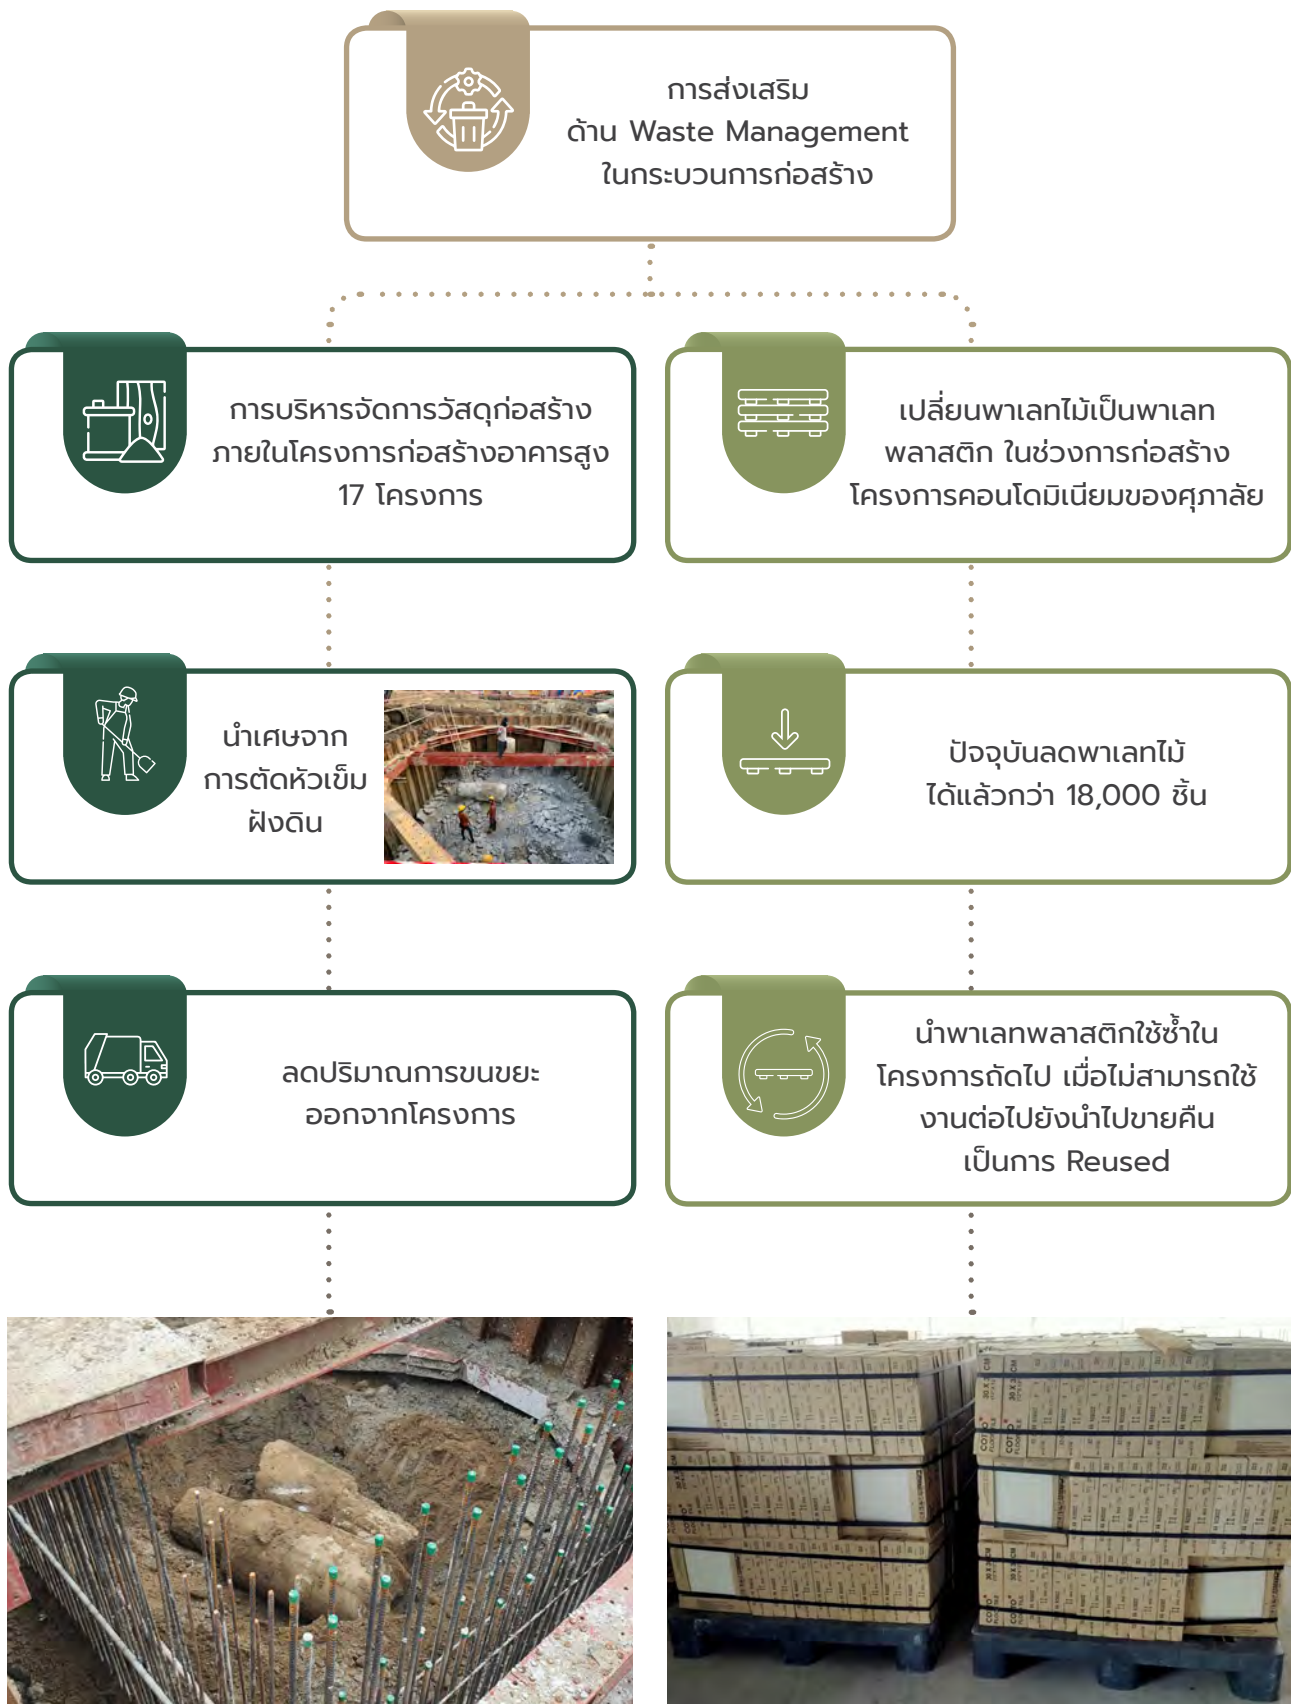 การส่งเสริม
ด้าน Waste Management
ในกระบวนการก่อสร้าง
การบริหารจัดการวัสดุก่อสร้าง
ภายในโครงการก่อสร้างอาคารสูง
17 โครงการ
นำเศษจาก
การตัดหัวเข็ม
ฝังดิน
ลดปริมาณการขนขยะ
ออกจากโครงการ
เปลี่ยนพาเลทไม้เป็นพาเลท
พลาสติก ในช่วงการก่อสร้าง
โครงการคอนโดมิเนียมของศุภาลัย
ปัจจุบันลดพาเลทไม้
ได้แล้วกว่า 18,000 ชิ้น
นำพาเลทพลาสติกใช้ซ้ำใน
โครงการถัดไป เมื่อไม่สามารถใช้
งานต่อไปยังนำไปขายคืน
เป็นการ Reused
COTTO